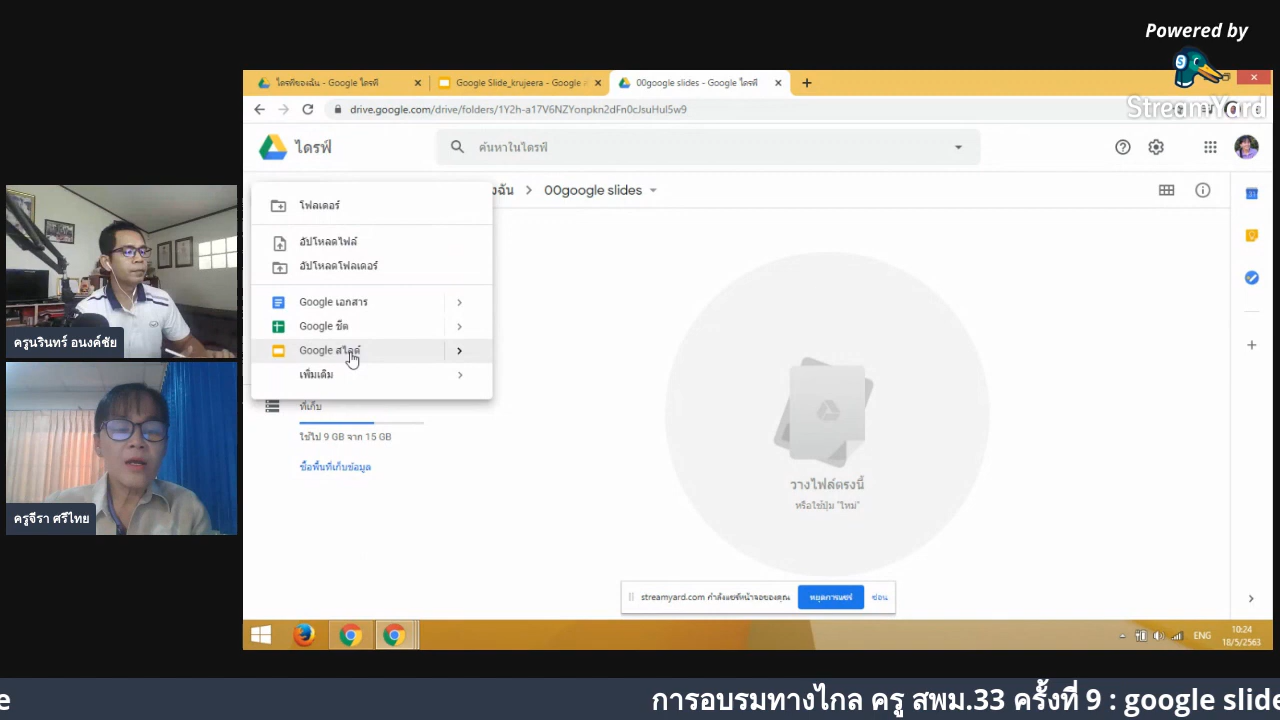 Powered by
StreamYard
ไดรฟ์ของฉัน - Google ไดรฟ์
Google Slide_krujeera - Google
00google slides - Google ไดรฟ์
drive.google.com/drive/folders/1Y2h-a17V6NZYonpkn2dFn0cJsuHul5w9
ไดรฟ์
ค้นหาในไดรฟ์
00google slides
โฟลเดอร์
อัปโหลดไฟล์
อัปโหลดโฟลเดอร์
Google เอกสาร
Google ชีต
Google สไลด์
เพิ่มเติม
ที่เก็บ
ใช้ไป 9 GB จาก 15 GB
ซื้อพื้นที่เก็บข้อมูล
วางไฟล์ตรงนี้
หรือใช้ปุ่ม "ใหม่"
streamyard.com กำลังแชร์หน้าจอของคุณ
หยุดการแชร์
ซ่อน
ครูนรินทร์ อนงค์ชัย
ครูจีรา ศรีไทย
ENG
10:24
18/5/2563
e
การอบรมทางไกล ครู สพม.33 ครั้งที่ 9 : google slide